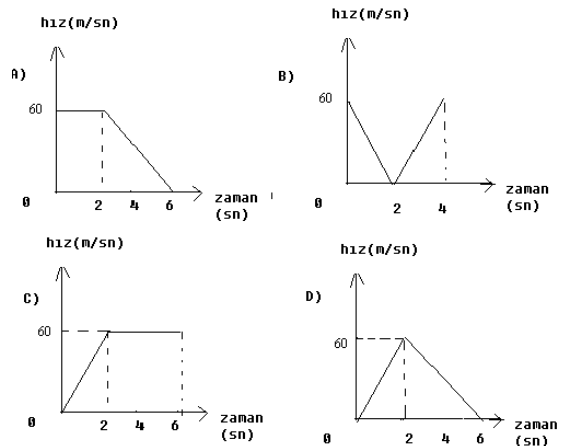 hız(m/sn)
A)
60
0
2 4 6
zaman
(sn)
hız(m/sn)
B)
60
0
2 4
zaman
(sn)
hız(m/sn)
C)
60
0
2 4 6
zaman
(sn)
hız(m/sn)
D)
60
0
2 4 6
zaman
(sn)